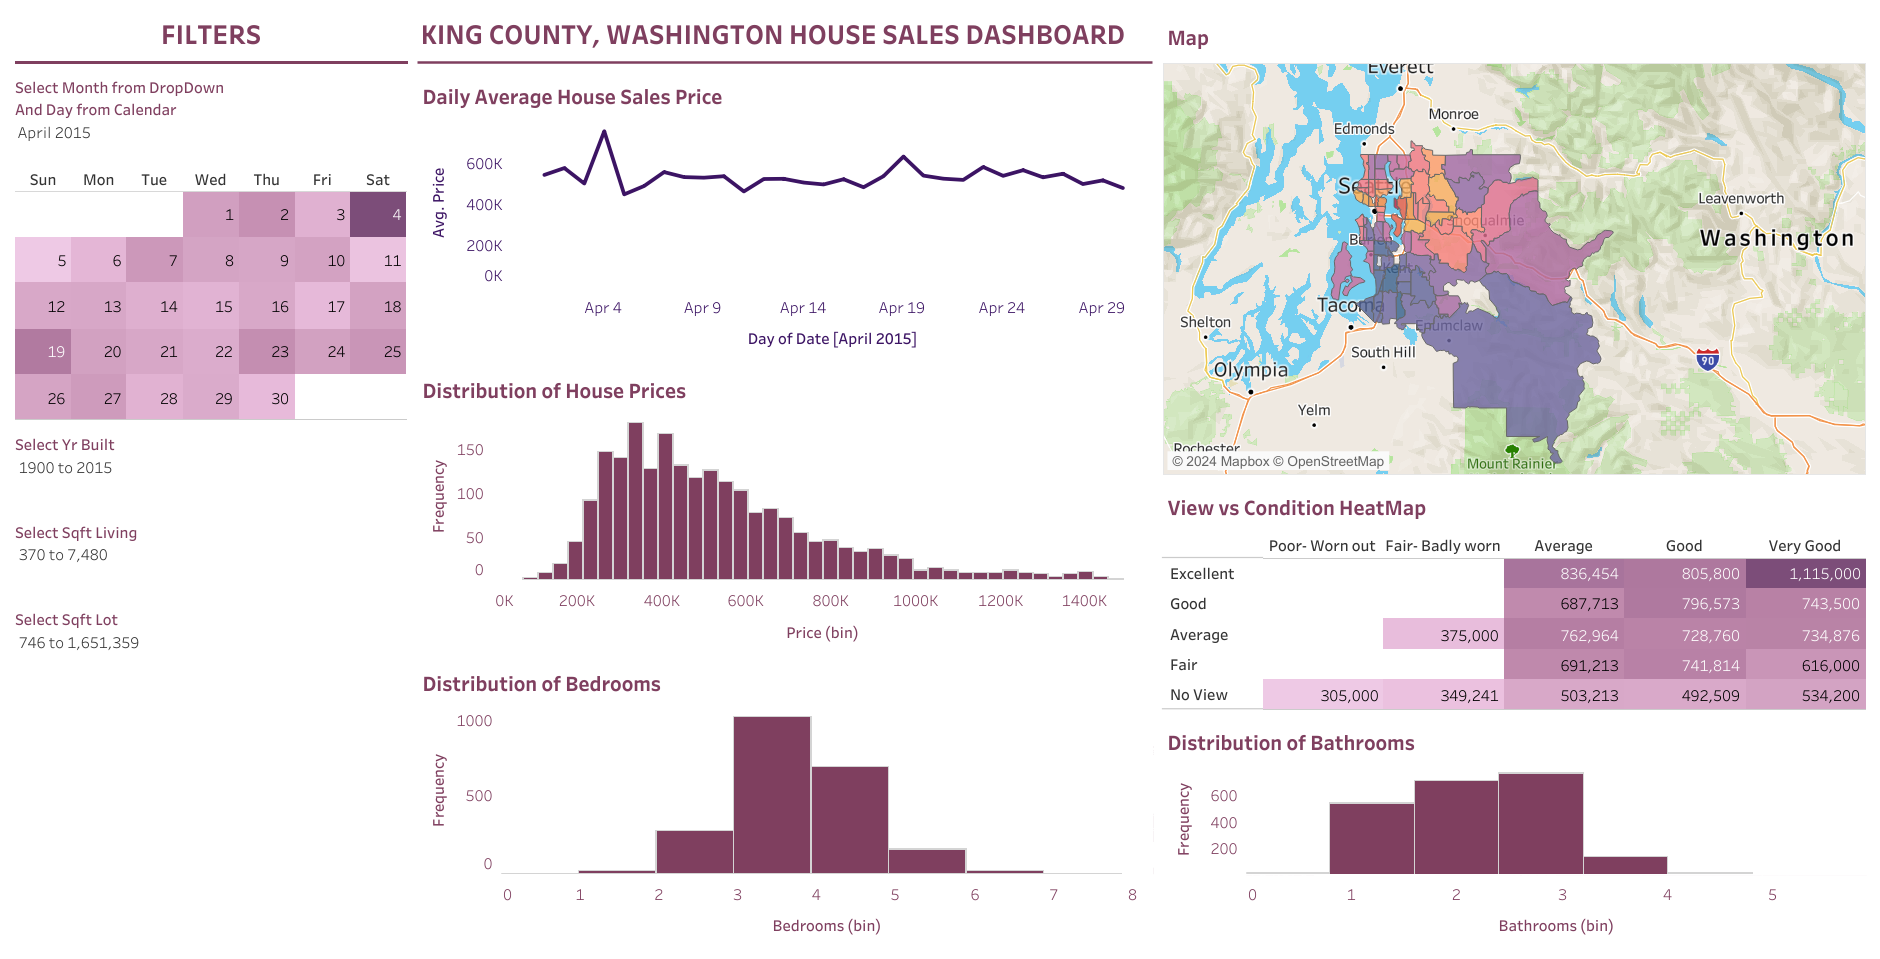 FILTERS
Select Month from DropDown
And Day from Calendar
April 2015
Sun Mon Tue Wed Thu Fri Sat
1 2 3 4
5 6 7 8 9 10 11
12 13 14 15 16 17 18
19 20 21 22 23 24 25
26 27 28 29 30
Select Yr Built
1900 to 2015
Select Sqft Living
370 to 7,480
Select Sqft Lot
746 to 1,651,359
KING COUNTY, WASHINGTON HOUSE SALES DASHBOARD
Daily Average House Sales Price
Avg. Price
600K
400K
200K
0K
Apr 4 Apr 9 Apr 14 Apr 19 Apr 24 Apr 29
Day of Date [April 2015]
Distribution of House Prices
Frequency
150
100
50
0
0K 200K 400K 600K 800K 1000K 1200K 1400K
Price (bin)
Distribution of Bedrooms
Frequency
1000
500
0
0 1 2 3 4 5 6 7 8
Bedrooms (bin)
Map
Everett
Monroe
Edmonds
Seattle
Snoqualmie
Leavenworth
Washington
Burien
Kent
Tacoma
Shelton
Enumclaw
South Hill
90
Olympia
Yelm
Rochester
Mount Rainier
© 2024 Mapbox © OpenStreetMap
View vs Condition HeatMap
Poor- Worn out Fair- Badly worn Average Good Very Good
Excellent 836,454 805,800 1,115,000
Good 687,713 796,573 743,500
Average 375,000 762,964 728,760 734,876
Fair 691,213 741,814 616,000
No View 305,000 349,241 503,213 492,509 534,200
Distribution of Bathrooms
Frequency
600
400
200
0 1 2 3 4 5
Bathrooms (bin)